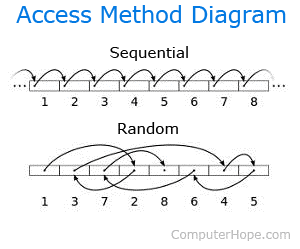 Access Method Diagram
Sequential
... ...
1 2 3 4 5 6 7 8
Random
1 3 7 2 8 6 4 5
ComputerHope.com